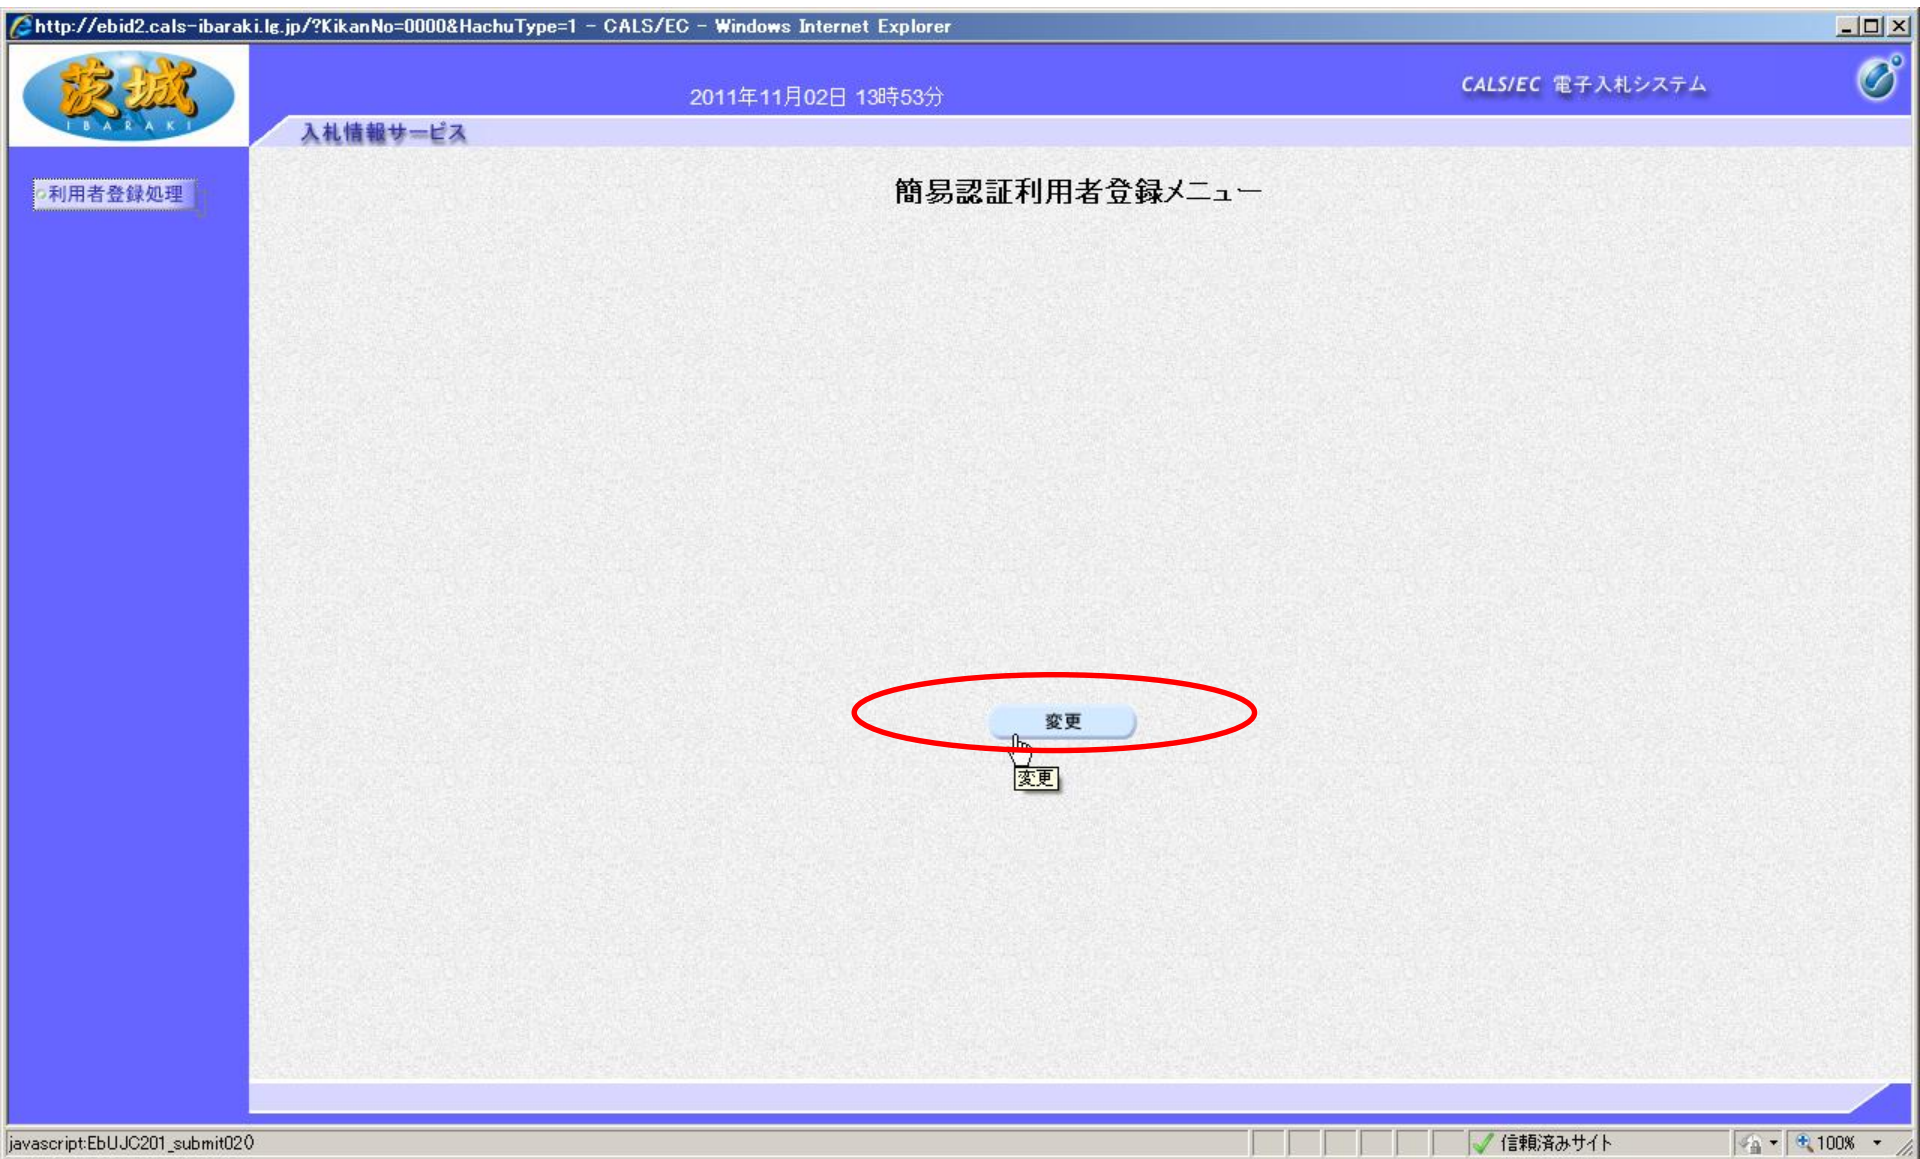 http://ebid2.cals-ibaraki.lg.jp/?KikanNo=0000&HachuType=1 - CALS/EC - Windows Internet Explorer
茨城
IBARAKI
2011年11月02日 13時53分
CALS/EC 電子入札システム
入札情報サービス
利用者登録処理
簡易認証利用者登録メニュー
変更
変更
javascript:EbUJC201_submit02()
信頼済みサイト
100%